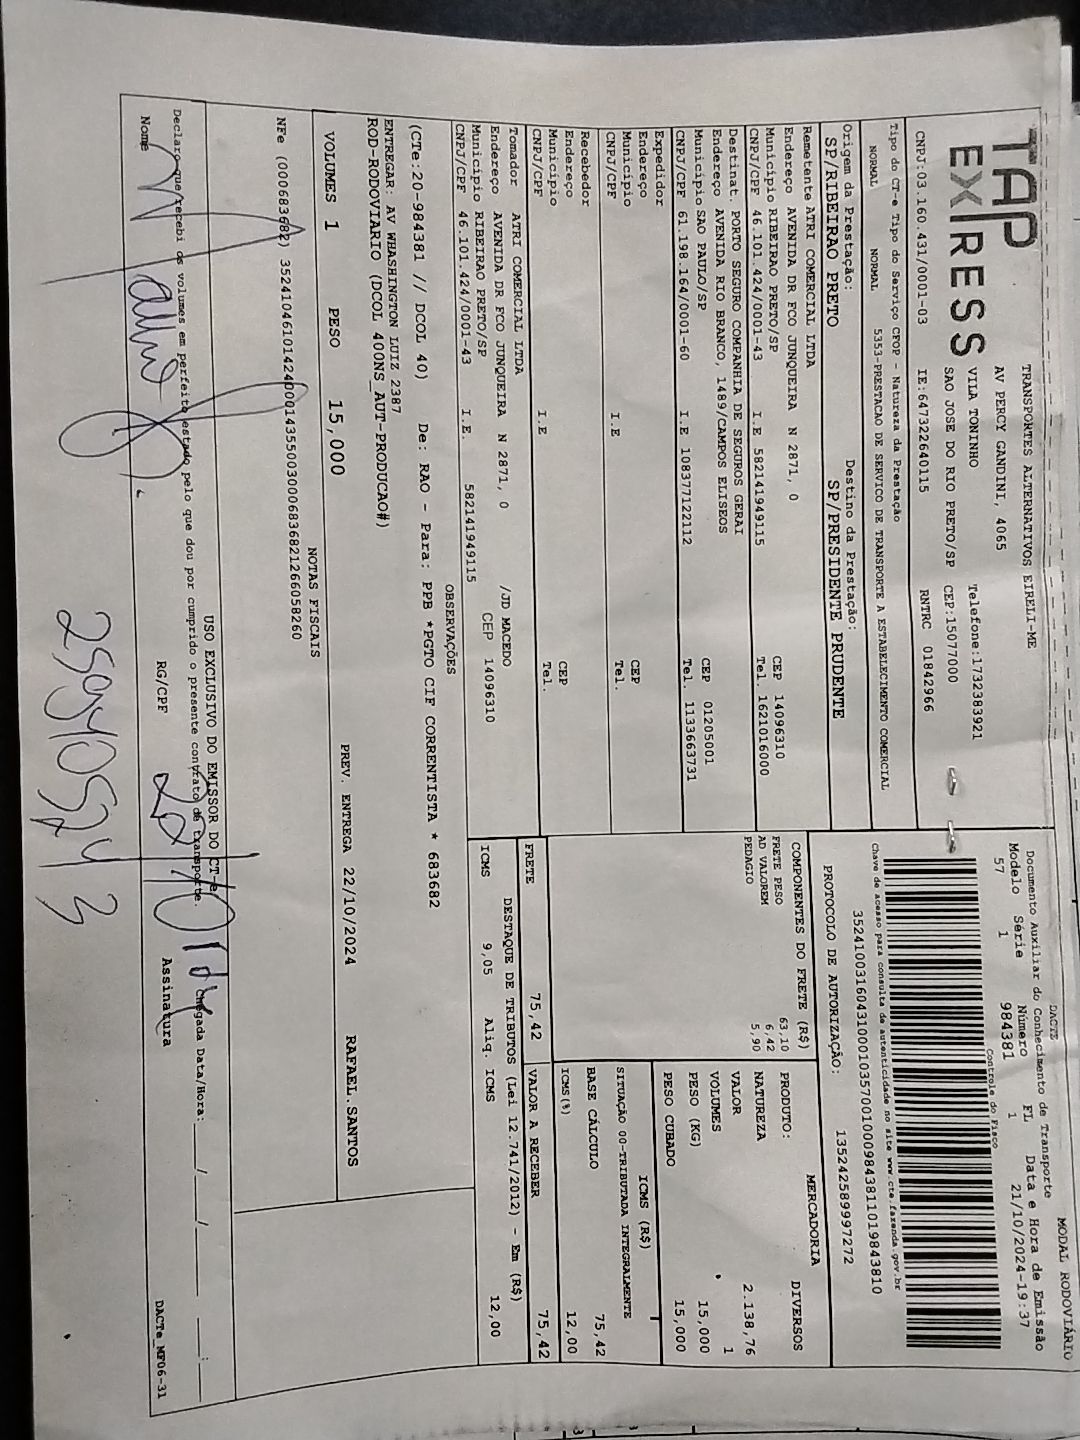 TAP
EXPRESS
TRANSPORTES ALTERNATIVOS EIRELI-ME
AV PERCY GANDINI, 4065
VILA TONINHO Telefone:1732383921
SAO JOSE DO RIO PRETO/SP CEP:15077000
CNPJ:03.160.431/0001-03 IE:647322640115 RNTRC 01842966
MODAL RODOVIÁRIO
DACTE
Documento Auxiliar do Conhecimento de Transporte
Modelo Série Número FL Data e Hora de Emissão
57 1 984381 1 21/10/2024-19:37
Controle do Fisco
Chave de acesso para consulta de autenticidade no site www.cte.fazenda.gov.br
35241003160431000103570010009843811019843810
PROTOCOLO DE AUTORIZAÇÃO: 135242589997272
Tipo do CT-e Tipo do Serviço CFOP - Natureza da Prestação
NORMAL NORMAL 5353-PRESTACAO DE SERVICO DE TRANSPORTE A ESTABELECIMENTO COMERCIAL
Origem da Prestação: Destino da Prestação:
SP/RIBEIRAO PRETO SP/PRESIDENTE PRUDENTE
Remetente ATRI COMERCIAL LTDA
Endereço AVENIDA DR FCO JUNQUEIRA N 2871, 0
Município RIBEIRAO PRETO/SP CEP 14096310
CNPJ/CPF 46.101.424/0001-43 I.E 582141949115 Tel. 1621016000
Destinat. PORTO SEGURO COMPANHIA DE SEGUROS GERAI
Endereço AVENIDA RIO BRANCO, 1489/CAMPOS ELISEOS
Município SAO PAULO/SP CEP 01205001
CNPJ/CPF 61.198.164/0001-60 I.E 108377122112 Tel. 1133663731
Expedidor
Endereço
Município CEP
CNPJ/CPF I.E Tel.
Recebedor
Endereço
Município CEP
CNPJ/CPF I.E Tel.
Tomador ATRI COMERCIAL LTDA
Endereço AVENIDA DR FCO JUNQUEIRA N 2871, 0 /JD MACEDO
Município RIBEIRAO PRETO/SP CEP 14096310
CNPJ/CPF 46.101.424/0001-43 I.E. 582141949115
COMPONENTES DO FRETE (R$)
FRETE PESO 63,10
AD VALOREM 6,42
PEDAGIO 5,90
MERCADORIA
PRODUTO: DIVERSOS
NATUREZA
VALOR 2.138,76
VOLUMES 1
PESO (KG) 15,000
PESO CUBADO 15,000
ICMS (R$)
SITUAÇÃO 00-TRIBUTADA INTEGRALMENTE
BASE CÁLCULO 75,42
ICMS(%) 12,00
FRETE 75,42 VALOR A RECEBER 75,42
DESTAQUE DE TRIBUTOS (Lei 12.741/2012) - Em (R$)
ICMS 9,05 Aliq. ICMS 12,00
OBSERVAÇÕES
(CTe:20-984381 // DCOL 40) De: RAO - Para: PPB *PGTO CIF CORRENTISTA * 683682
ENTREGAR: AV WHASHINGTON LUIZ 2387
ROD-RODOVIARIO (DCOL 400NS_AUT-PRODUCAO#)
VOLUMES 1 PESO 15,000 PREV. ENTREGA 22/10/2024 RAFAEL SANTOS
NOTAS FISCAIS
NFe (000683682) 35241046101424000143550030006836821266058260
USO EXCLUSIVO DO EMISSOR DO CT-e
Declaro que recebi os volumes em perfeito estado pelo que dou por cumprido o presente contrato de transporte. Chegada Data/Hora: ____/____/____ ____:____
Nome RG/CPF Assinatura DACTe_MF06-31